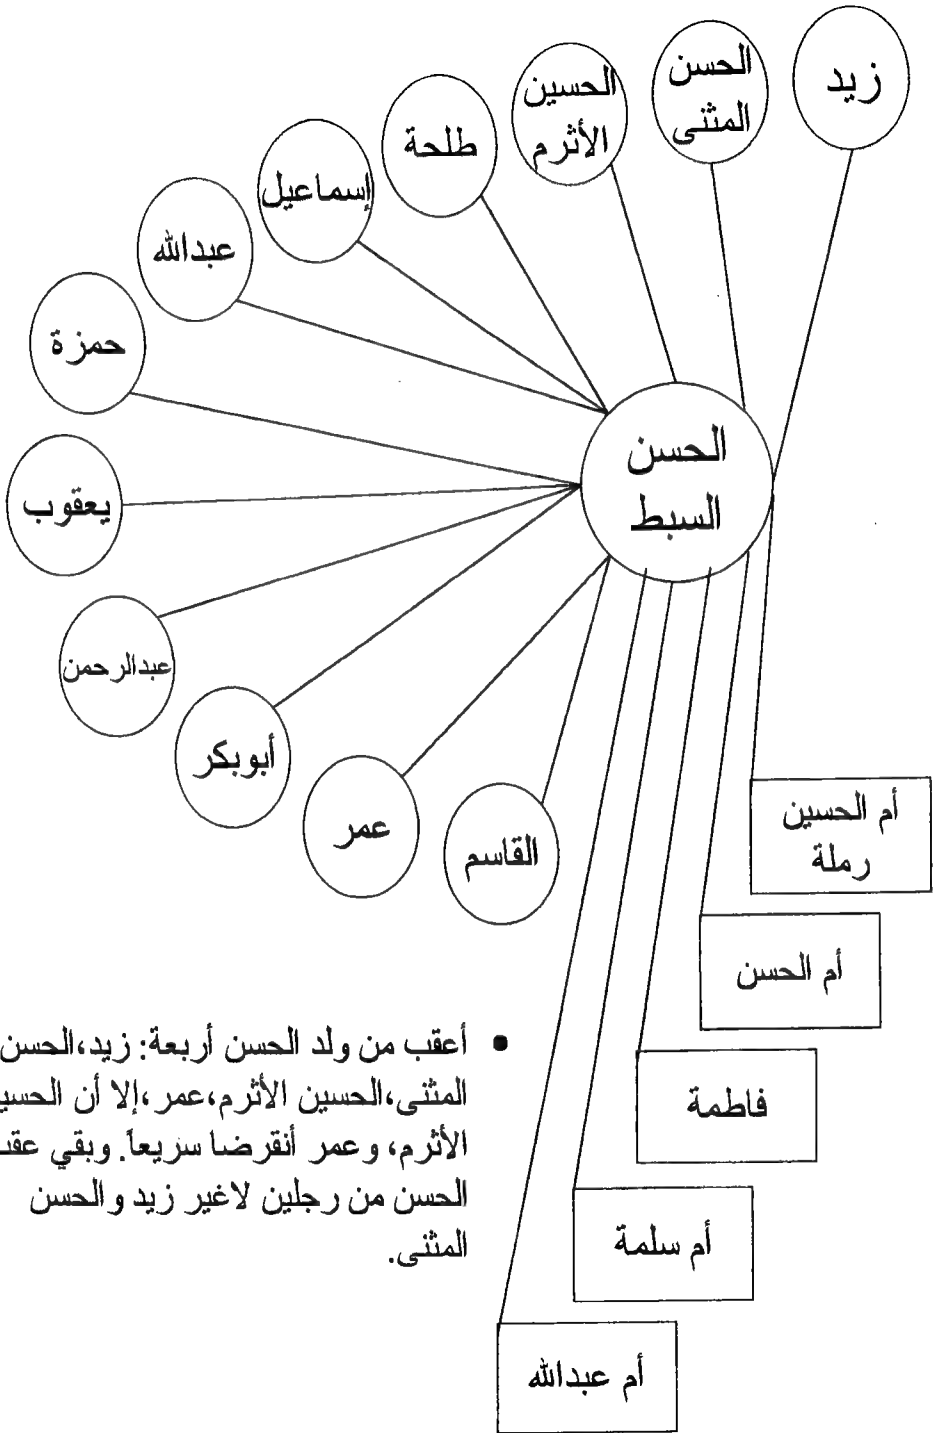 زيد
الحسن
المثنى
الحسين
الأثرم
طلحة
إسماعيل
عبدالله
حمزة
يعقوب
عبدالرحمن
أبوبكر
عمر
القاسم
الحسن
السبط
أم الحسين
رملة
أم الحسن
فاطمة
أم سلمة
أم عبدالله
• أعقب من ولد الحسن أربعة: زيد،الحسن
المثنى،الحسين الأثرم،عمر،إلا أن الحسي
الأثرم، وعمر أنقرضا سريعاً. وبقي عقب
الحسن من رجلين لاغير زيد والحسن
المثنى.